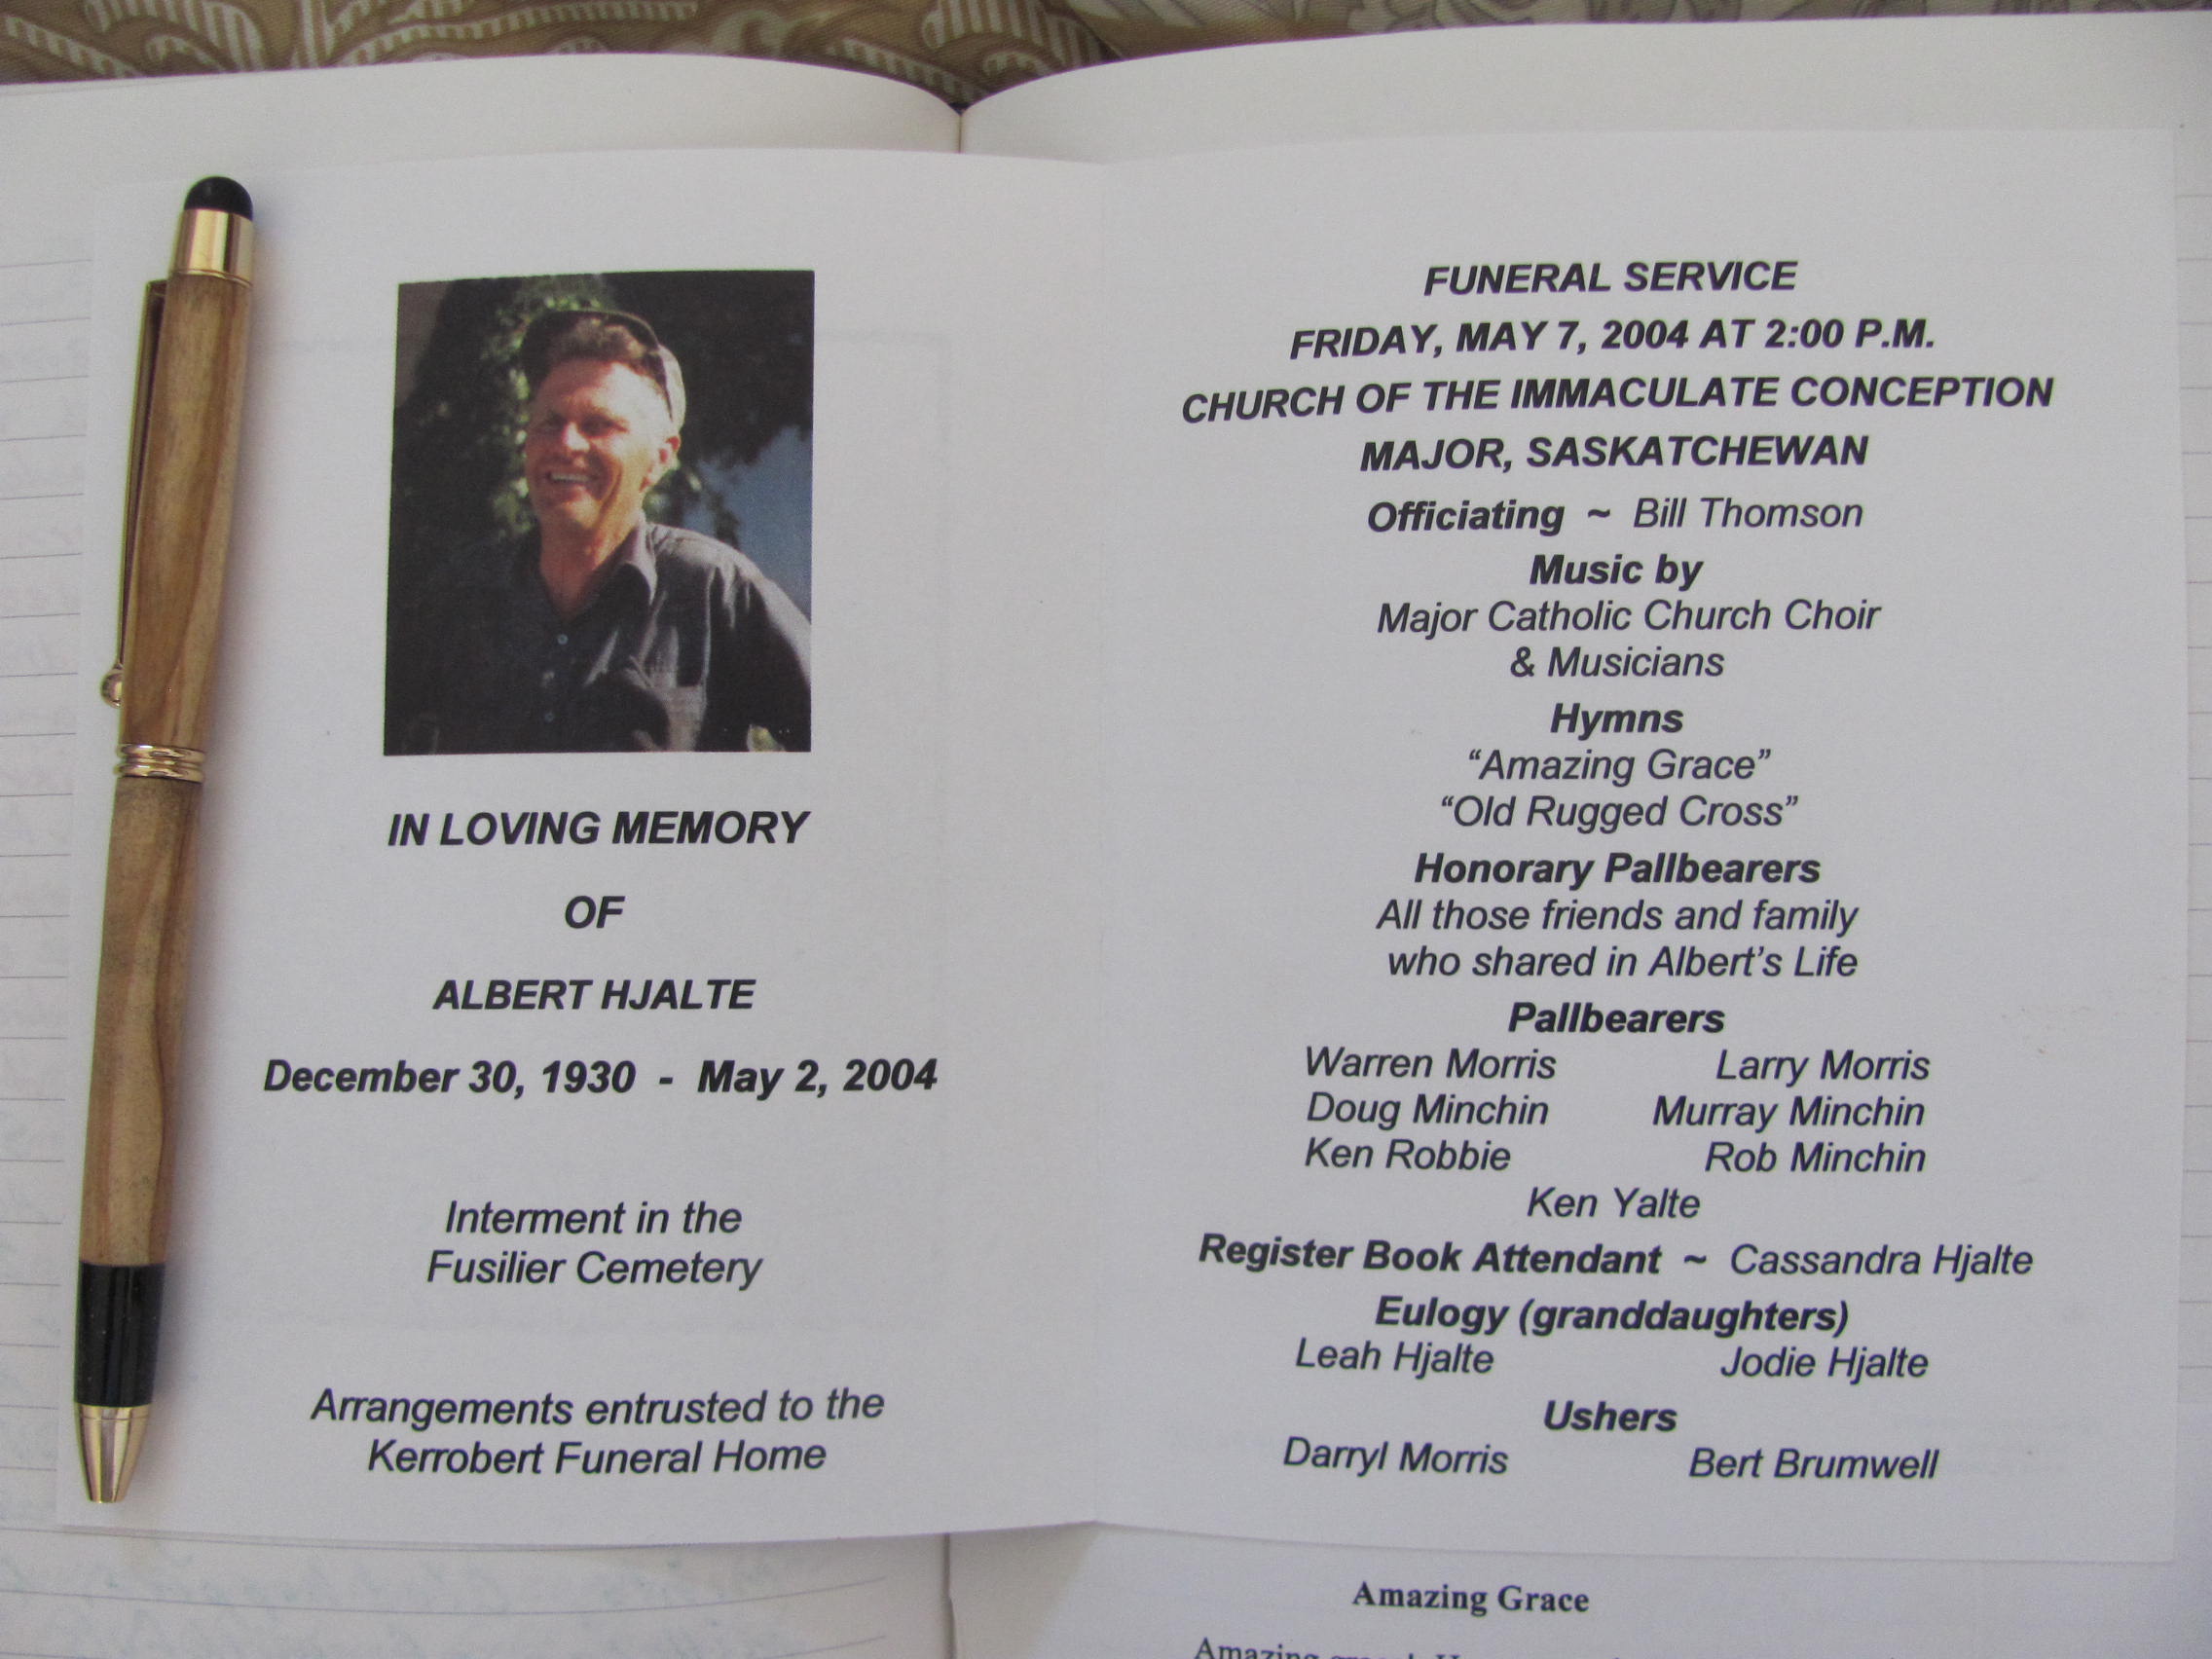 IN LOVING MEMORY
OF
ALBERT HJALTE
December 30, 1930 - May 2, 2004
Interment in the
Fusilier Cemetery
Arrangements entrusted to the
Kerrobert Funeral Home
FUNERAL SERVICE
FRIDAY, MAY 7, 2004 AT 2:00 P.M.
CHURCH OF THE IMMACULATE CONCEPTION
MAJOR, SASKATCHEWAN
Officiating ~ Bill Thomson
Music by
Major Catholic Church Choir
& Musicians
Hymns
“Amazing Grace”
“Old Rugged Cross”
Honorary Pallbearers
All those friends and family
who shared in Albert’s Life
Pallbearers
Warren Morris Larry Morris
Doug Minchin Murray Minchin
Ken Robbie Rob Minchin
Ken Yalte
Register Book Attendant ~ Cassandra Hjalte
Eulogy (granddaughters)
Leah Hjalte Jodie Hjalte
Ushers
Darryl Morris Bert Brumwell
Amazing Grace
Amazing